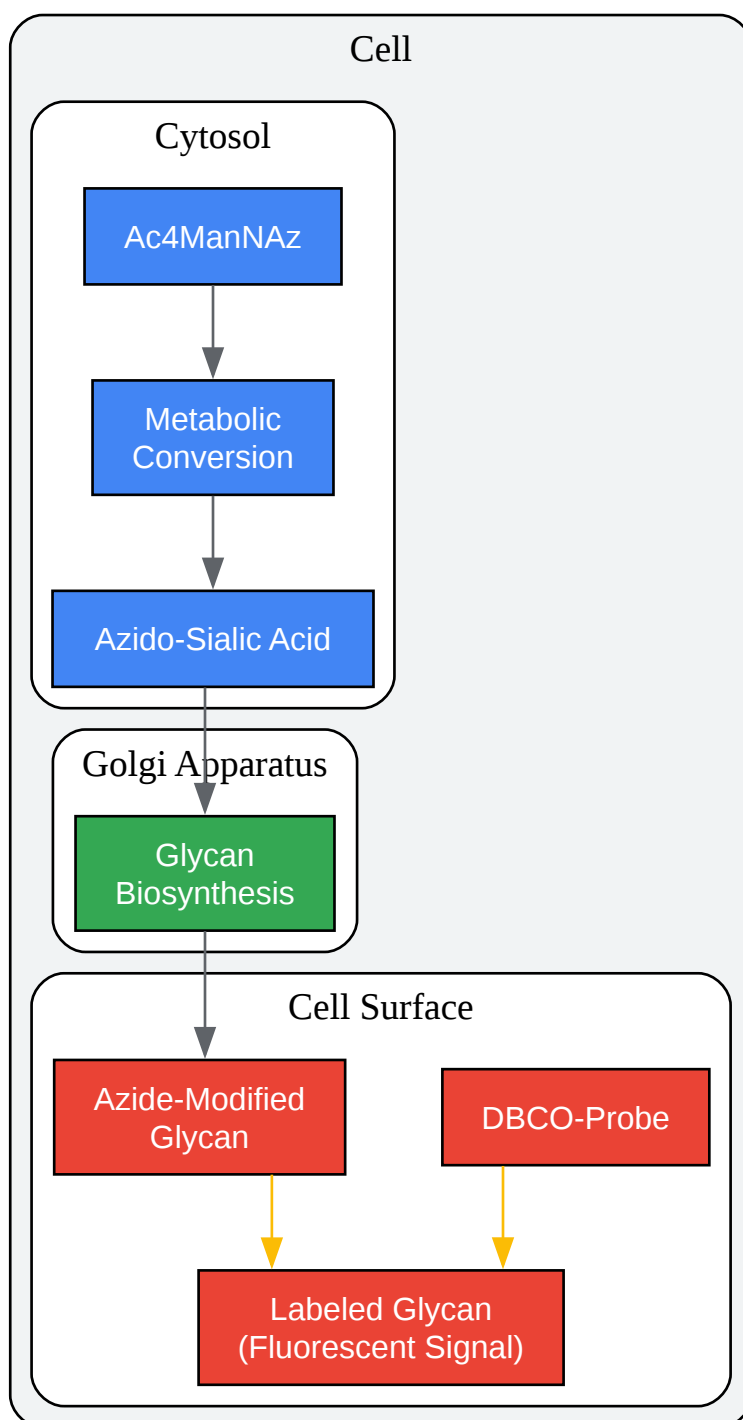 Cell
Cytosol
Ac4ManNAz
Metabolic
Conversion
Azido-Sialic Acid
Golgi Apparatus
Glycan
Biosynthesis
Cell Surface
Azide-Modified
Glycan
DBCO-Probe
Labeled Glycan
(Fluorescent Signal)